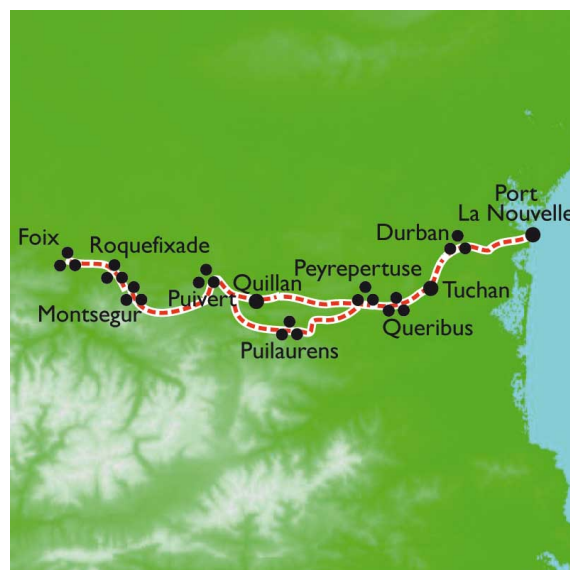 Port
La Nouvelle
Durban
Foix
Roquefixade
Peyrepertuse
Quillan
Tuchan
Puivert
Montsegur
Queribus
Puilaurens